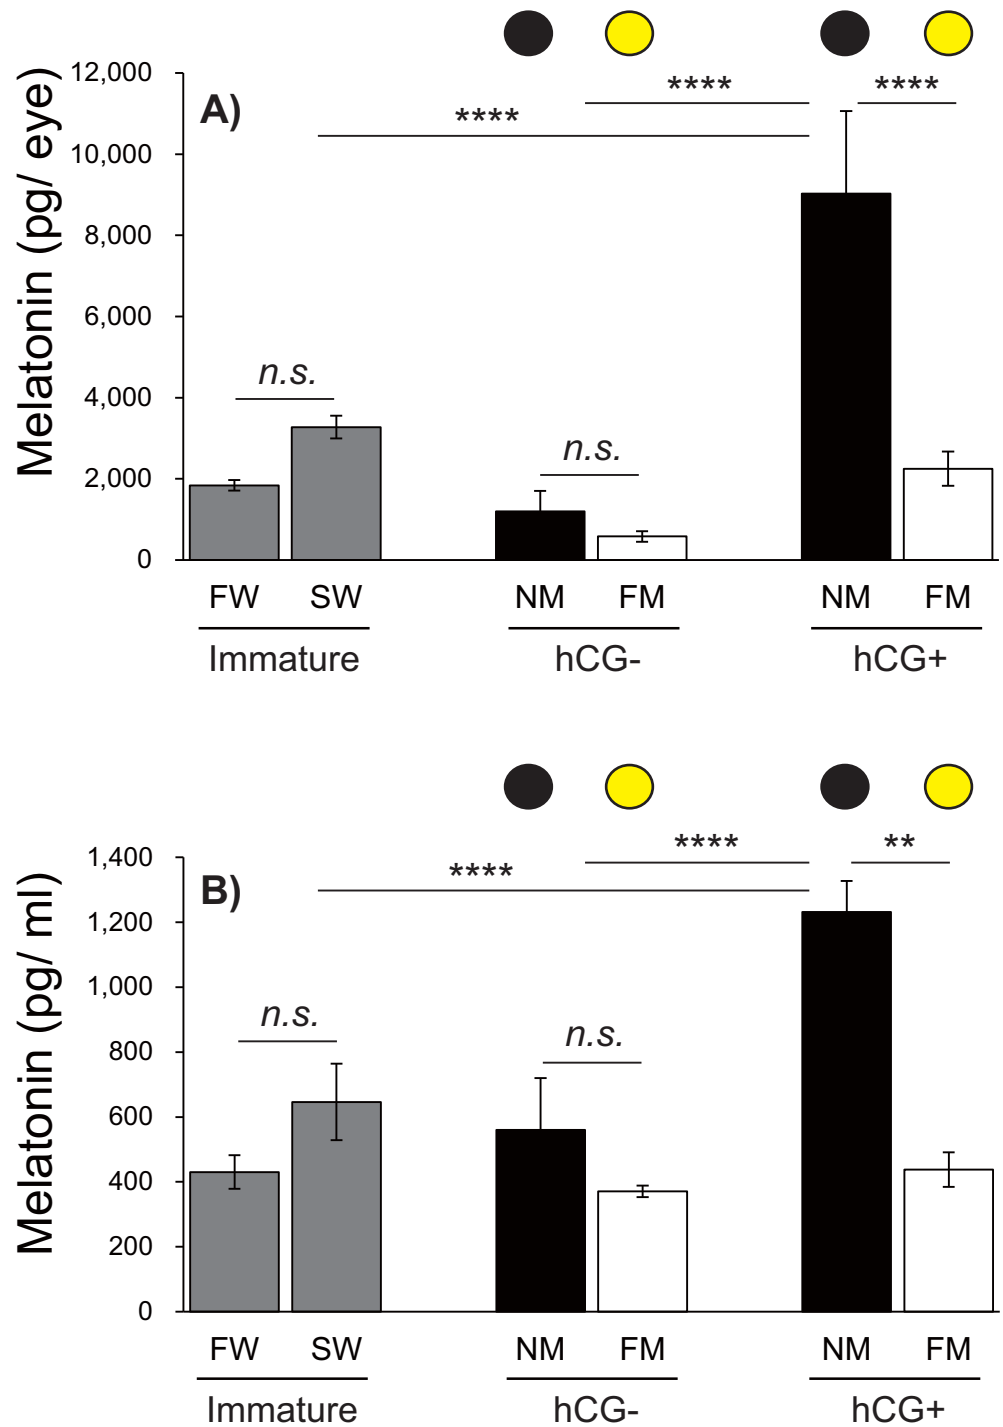 12,000
A)
****
****
****
10,000
8,000
6,000
4,000
2,000
0
Melatonin (pg/ eye)
n.s.
n.s.
FW SW NM FM NM FM
Immature hCG- hCG+
1,400
B)
****
****
**
1,200
1,000
800
600
400
200
0
Melatonin (pg/ ml)
n.s.
n.s.
FW SW NM FM NM FM
Immature hCG- hCG+